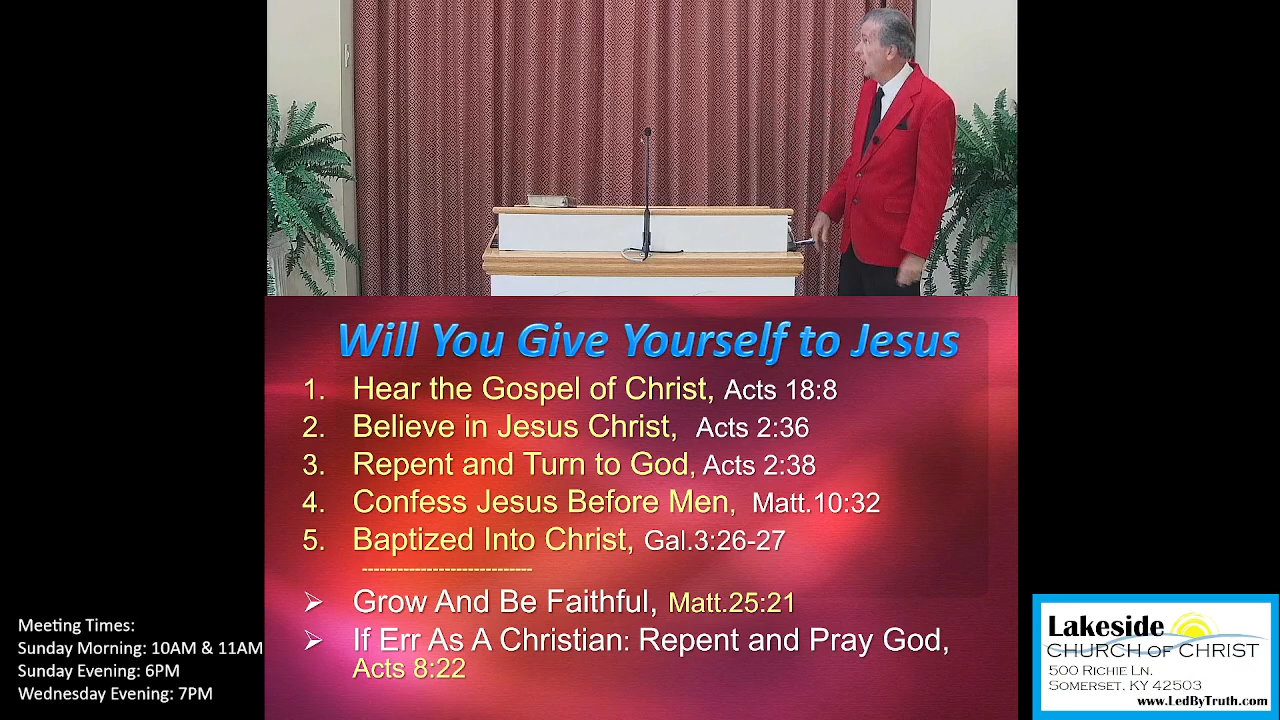 Will You Give Yourself to Jesus
1. Hear the Gospel of Christ, Acts 18:8
2. Believe in Jesus Christ, Acts 2:36
3. Repent and Turn to God, Acts 2:38
4. Confess Jesus Before Men, Matt.10:32
5. Baptized Into Christ, Gal.3:26-27
-----------------------------
➢ Grow And Be Faithful, Matt.25:21
➢ If Err As A Christian: Repent and Pray God,
Acts 8:22
Meeting Times:
Sunday Morning: 10AM & 11AM
Sunday Evening: 6PM
Wednesday Evening: 7PM
Lakeside
Church of Christ
500 Richie Ln.
Somerset, KY 42503
www.LedByTruth.com